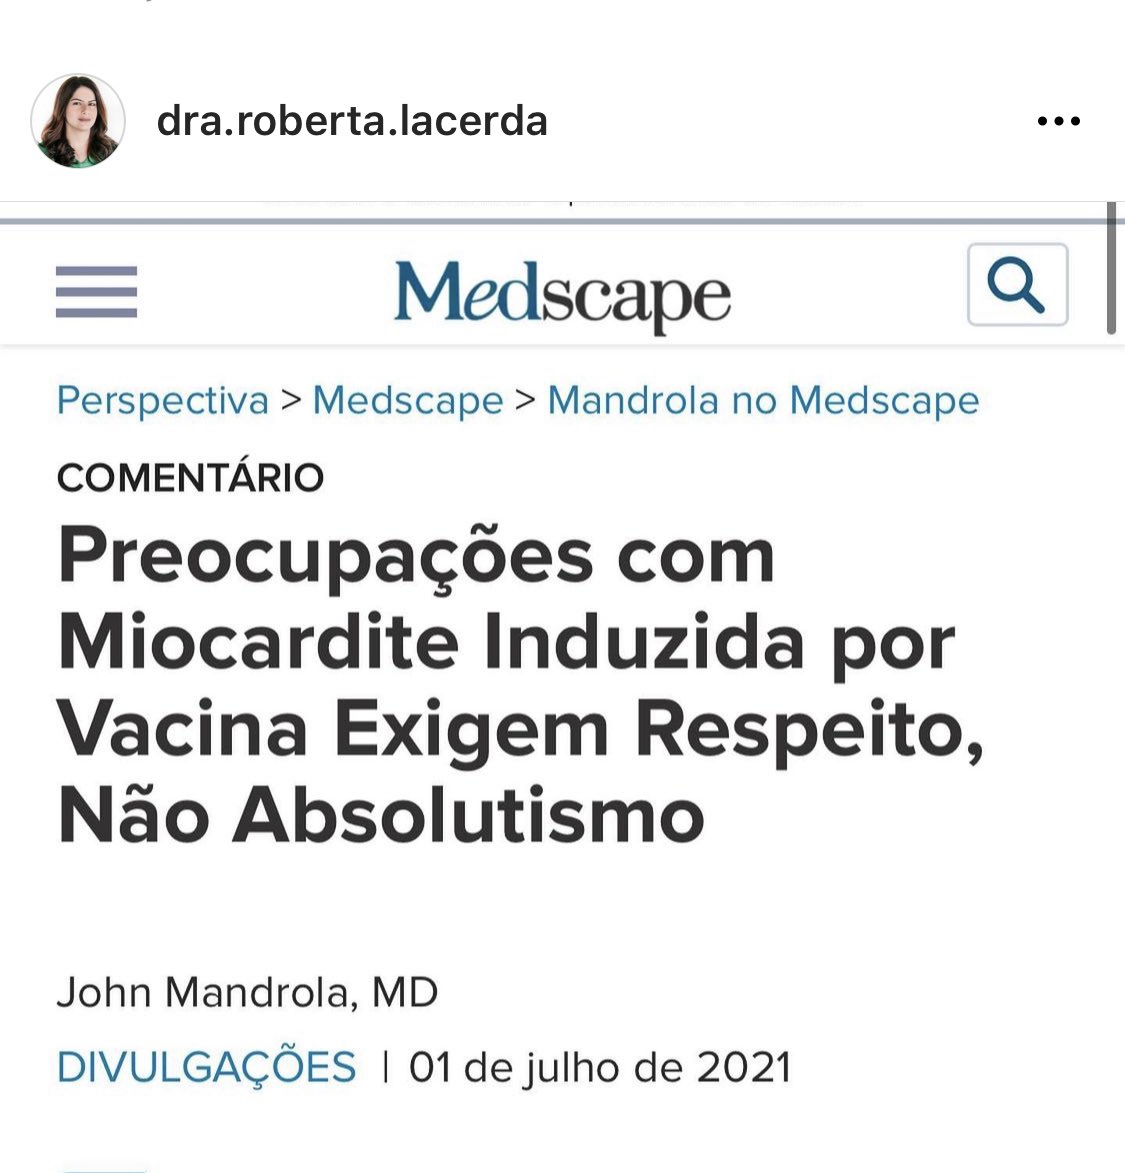 dra.roberta.lacerda
Medscape
Perspectiva > Medscape > Mandrola no Medscape
COMENTÁRIO
Preocupações com
Miocardite Induzida por
Vacina Exigem Respeito,
Não Absolutismo
John Mandrola, MD
DIVULGAÇÕES | 01 de julho de 2021